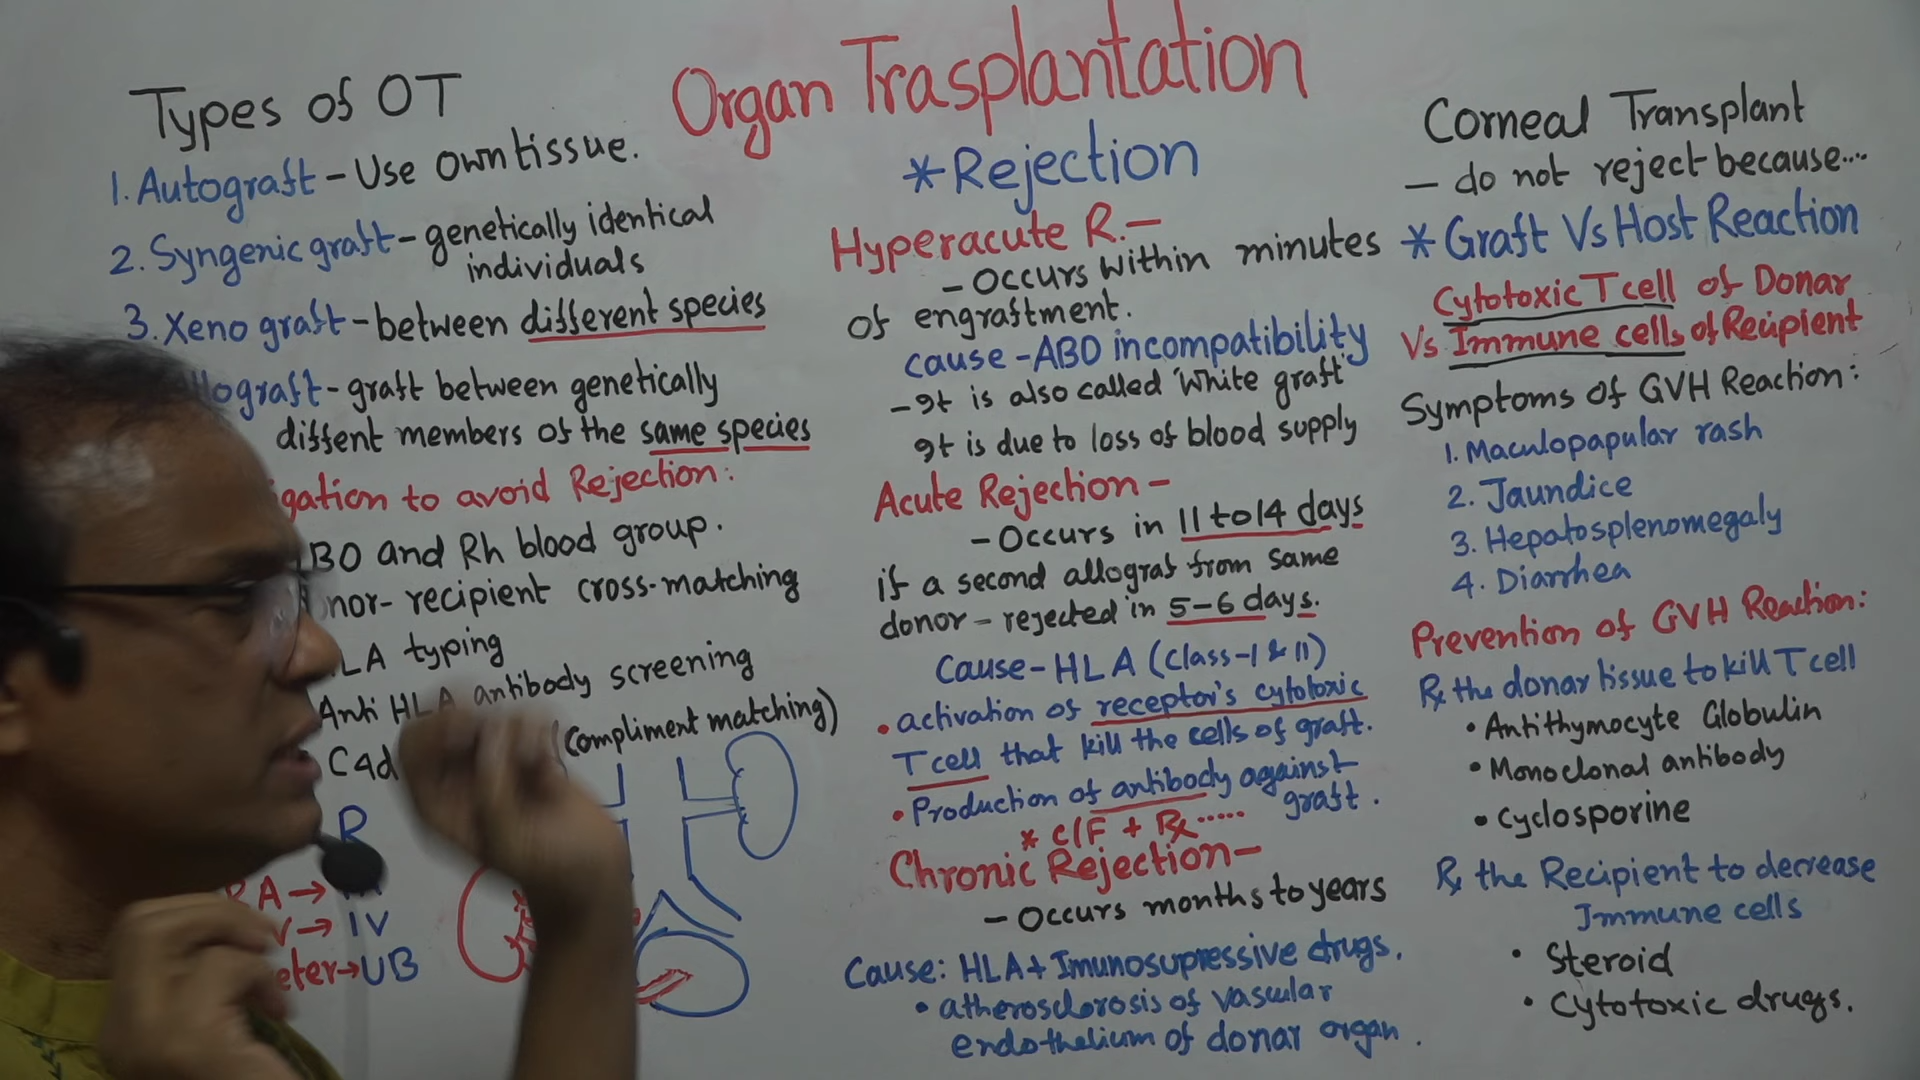 Organ Trasplantation
Types of OT
1. Autograft – Use Own tissue.
2. Syngenic graft – genetically identical
individuals
3. Xeno graft – between different species
lograft – graft between genetically
diffent members of the same species
igation to avoid Rejection:
BO and Rh blood group.
nor- recipient cross-matching
LA typing
Anti HLA antibody screening
C4d (compliment matching)
R
RA →
V → IV
eter → UB
* Rejection
Hyperacute R. –
– Occurs within minutes
of engraftment.
cause – ABO incompatibility
– It is also called 'White graft'
It is due to loss of blood supply
Acute Rejection –
– Occurs in 11 to 14 days
if a second allograf from same
donor – rejected in 5–6 days.
Cause – HLA (class-I & II)
• activation of receptor's cytotoxic
T cell that kill the cells of graft.
• Production of antibody against
graft.
* C/F + Rx .....
Chronic Rejection –
– Occurs months to years
Cause: HLA + Imunosupressive drugs.
• atherosclorosis of vascular
endothelium of donar organ.
Corneal Transplant
– do not reject because....
* Graft Vs Host Reaction
Cytotoxic T cell of Donar
Vs Immune cells of Recipient
Symptoms of GVH Reaction:
1. Maculopapular rash
2. Jaundice
3. Hepatosplenomegaly
4. Diarrhea
Prevention of GVH Reaction:
Rx the donar tissue to kill T cell
• Antithymocyte Globulin
• Monoclonal antibody
• Cyclosporine
Rx the Recipient to decrease
Immune cells
• Steroid
• Cytotoxic drugs.